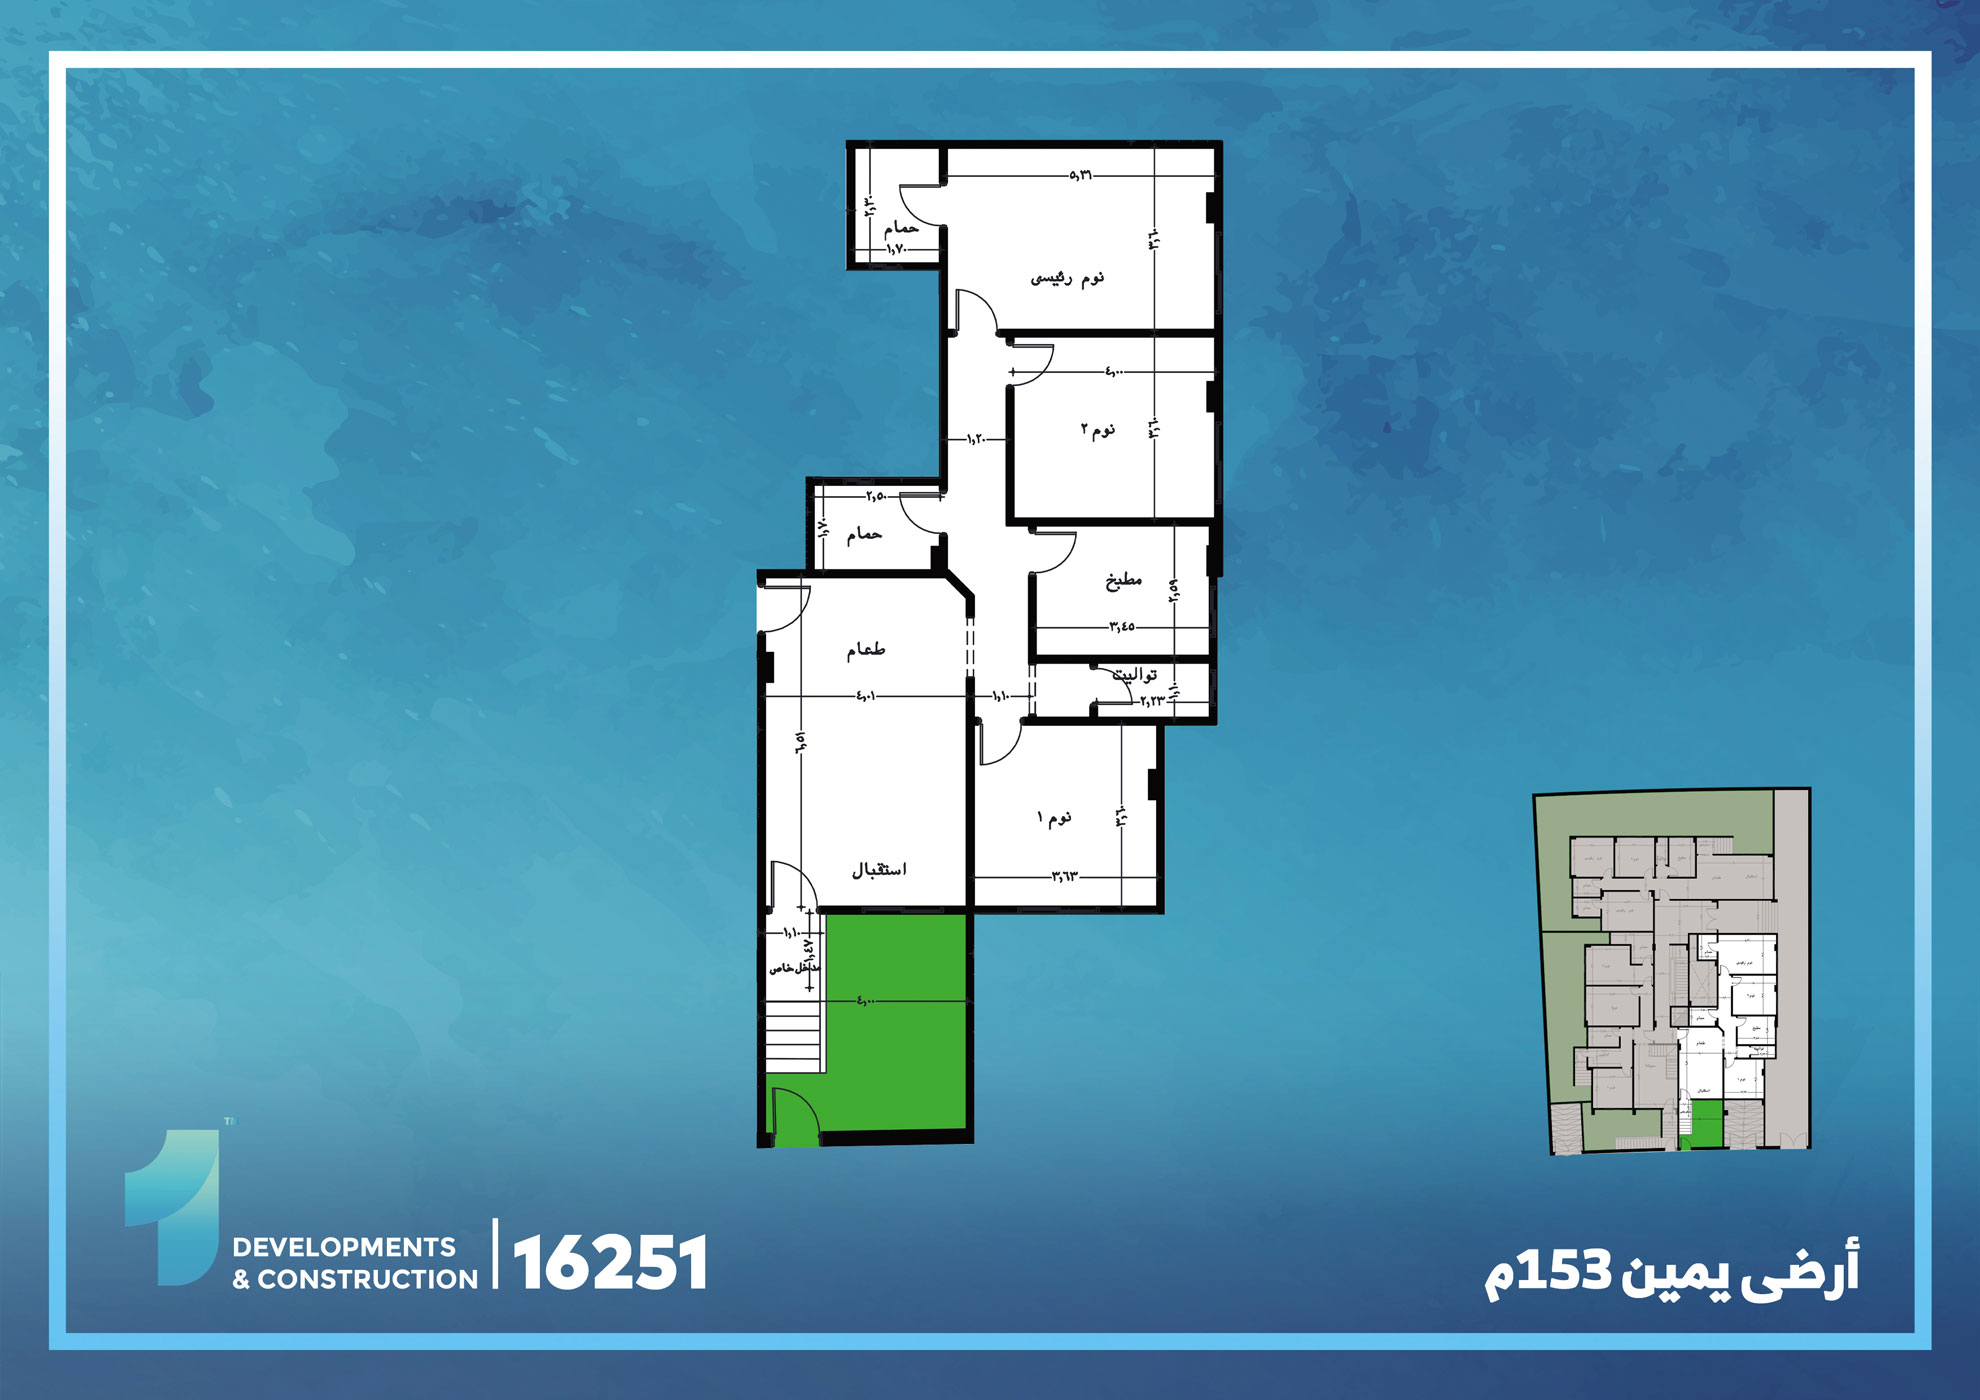 ٥,٣١
٢,٣٠
حمام
١,٧٠
٣,٦٠
نوم رئيسى
٤,٠٠
نوم ٢
٣,٦٠
١,٢٠
٢,٥٠
١,٧٠
حمام
مطبخ
٢,٥٩
٣,٤٥
طعام
تواليت
٤,٠١
١,١٠
٢,٢٣
١,١٠
٦,٥١
نوم ١
٣,٦٠
استقبال
٣,٦٣
١,١٠
١,٤٧
مدخل خاص
٤,٠٠
TM
DEVELOPMENTS
& CONSTRUCTION
16251
أرضى يمين 153م